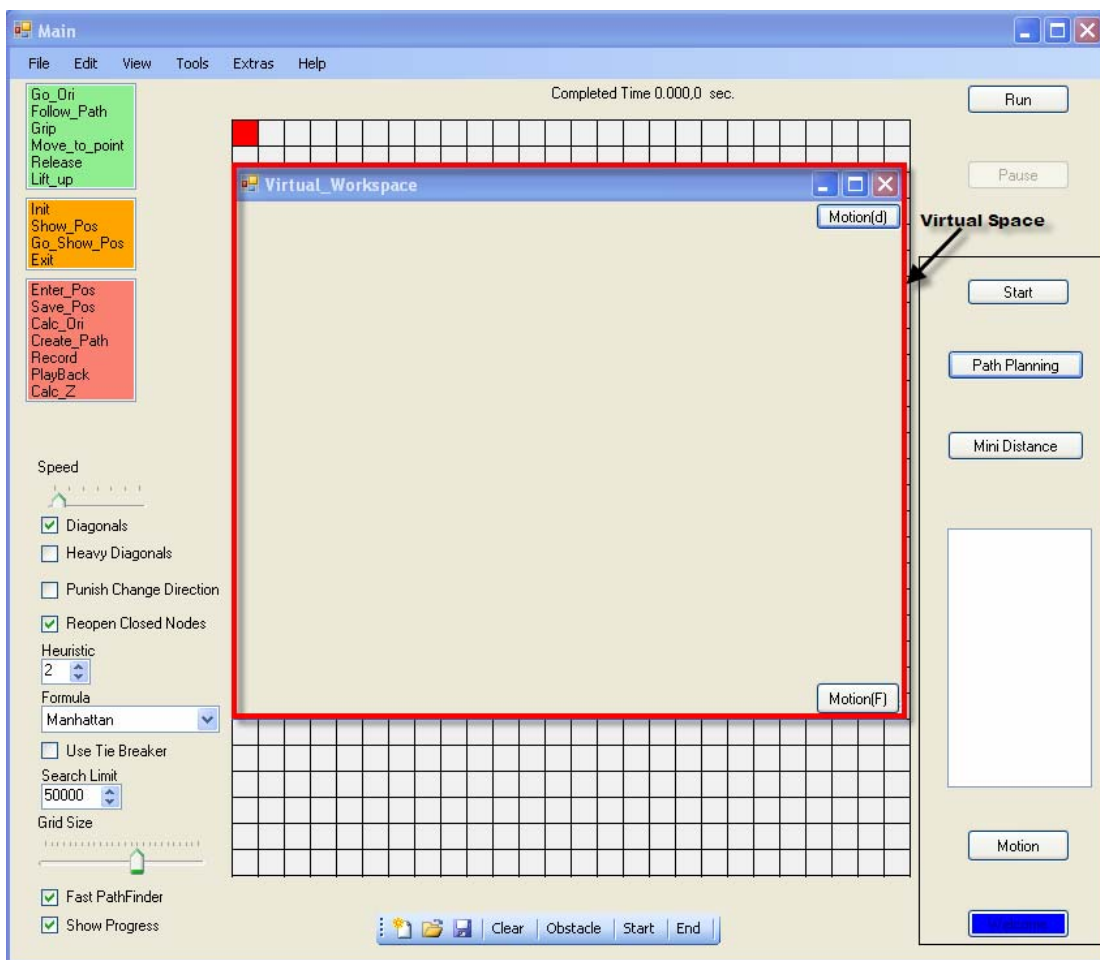 Main
File Edit View Tools Extras Help
Go_Ori
Follow_Path
Grip
Move_to_point
Release
Lift_up
Init
Show_Pos
Go_Show_Pos
Exit
Enter_Pos
Save_Pos
Calc_Ori
Create_Path
Record
PlayBack
Calc_Z
Speed
Diagonals
Heavy Diagonals
Punish Change Direction
Reopen Closed Nodes
Heuristic
2
Formula
Manhattan
Use Tie Breaker
Search Limit
50000
Grid Size
Fast PathFinder
Show Progress
Completed Time 0.000,0 sec.
Virtual_Workspace
Motion(d)
Motion(F)
Clear Obstacle Start End
Run
Pause
Virtual Space
Start
Path Planning
Mini Distance
Motion